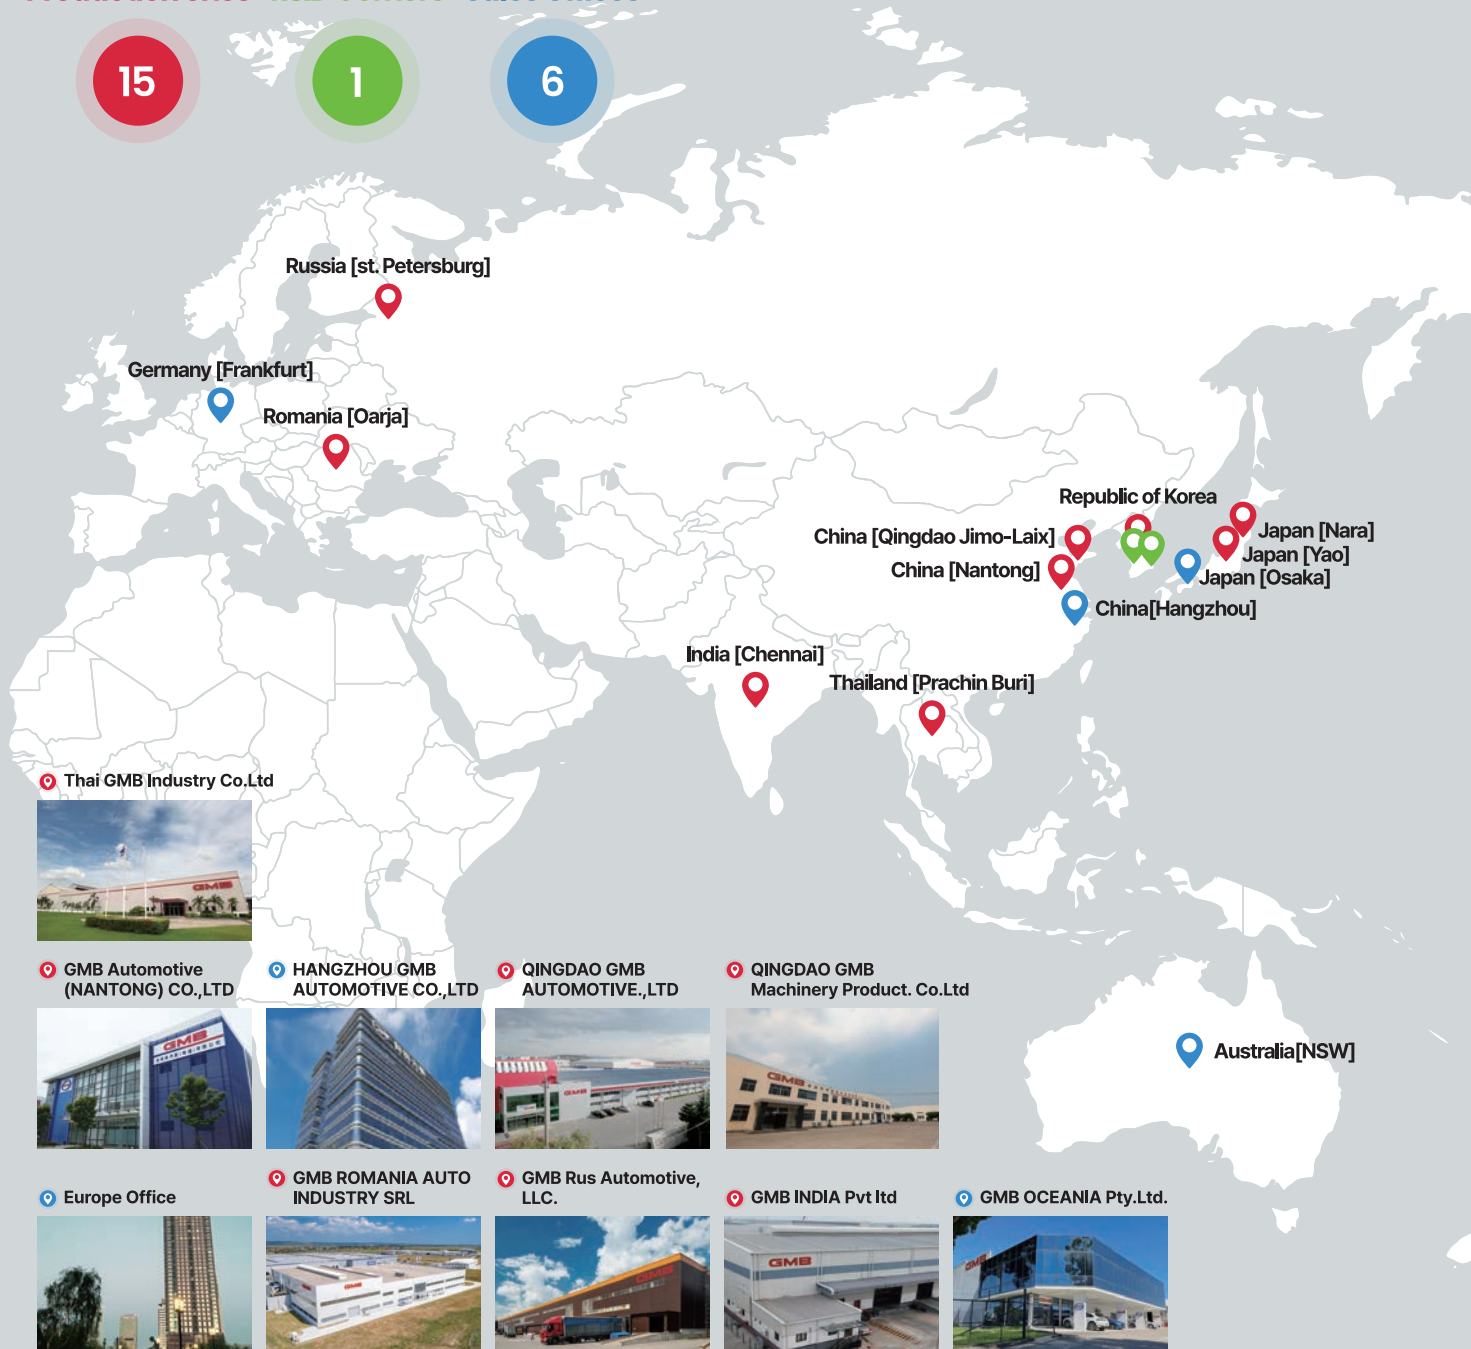 15
1
6
Russia [st. Petersburg]
Germany [Frankfurt]
Romania [Oarja]
Republic of Korea
China [Qingdao Jimo-Laix]
Japan [Nara]
Japan [Yao]
China [Nantong]
Japan [Osaka]
China[Hangzhou]
India [Chennai]
Thailand [Prachin Buri]
Thai GMB Industry Co.Ltd
GMB
GMB Automotive
(NANTONG) CO.,LTD
HANGZHOU GMB
AUTOMOTIVE CO.,LTD
QINGDAO GMB
AUTOMOTIVE.,LTD
QINGDAO GMB
Machinery Product. Co.Ltd
GMB
GMB
GMB
Australia[NSW]
Europe Office
GMB ROMANIA AUTO
INDUSTRY SRL
GMB Rus Automotive,
LLC.
GMB INDIA Pvt ltd
GMB OCEANIA Pty.Ltd.
GMB
GMB
GMB
GMB